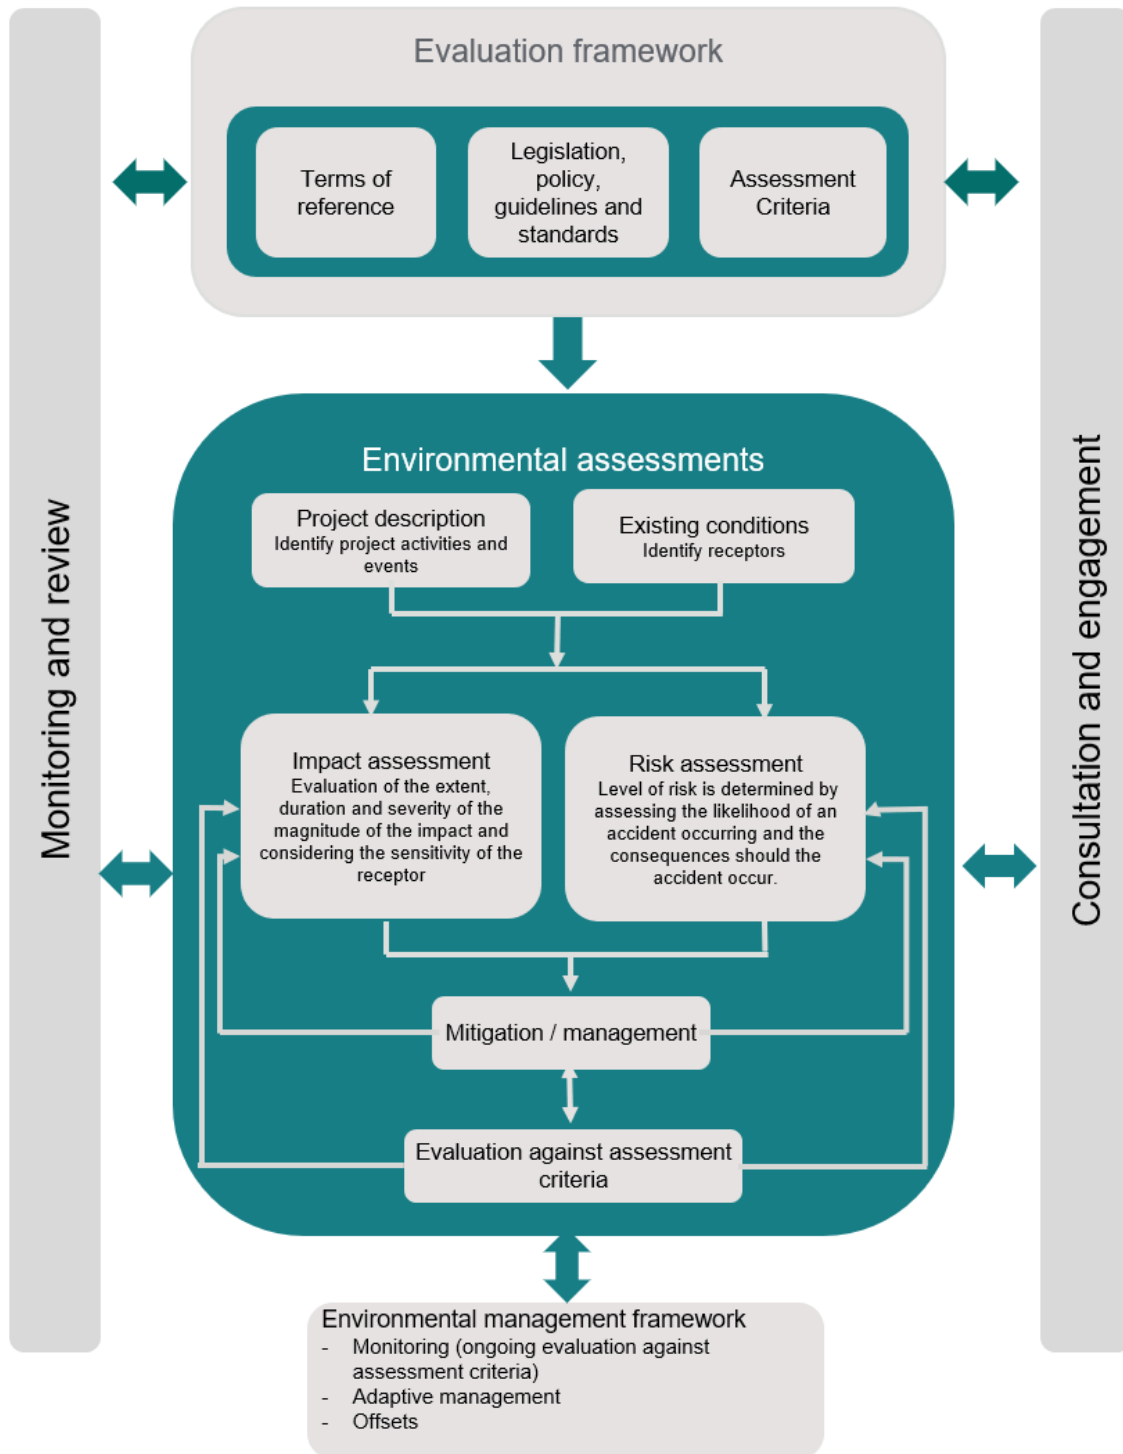 Evaluation framework
Terms of
reference
Legislation,
policy,
guidelines and
standards
Assessment
Criteria
Monitoring and review
Consultation and engagement
Environmental assessments
Project description
Identify project activities and
events
Existing conditions
Identify receptors
Impact assessment
Evaluation of the extent,
duration and severity of the
magnitude of the impact and
considering the sensitivity of the
receptor
Risk assessment
Level of risk is determined by
assessing the likelihood of an
accident occurring and the
consequences should the
accident occur.
Mitigation / management
Evaluation against assessment
criteria
Environmental management framework
- Monitoring (ongoing evaluation against
assessment criteria)
- Adaptive management
- Offsets